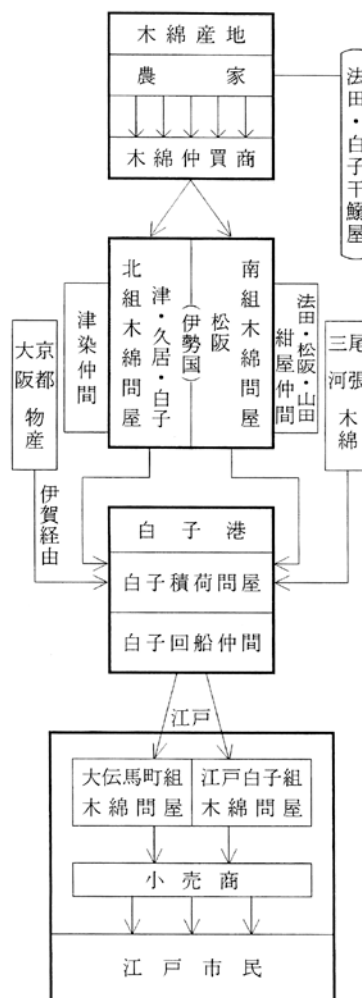 木綿産地
農家
木綿仲買商
法田・白子干鰯屋
南組木綿問屋
松阪
(伊勢国)
津・久居・白子
北組木綿問屋
法田・松阪・山田
紺屋仲間
津染仲間
尾張
三河
木綿
京都
大阪
物産
伊賀経由
白子港
白子積荷問屋
白子回船仲間
江戸
大伝馬町組
木綿問屋
江戸白子組
木綿問屋
小売商
江戸市民